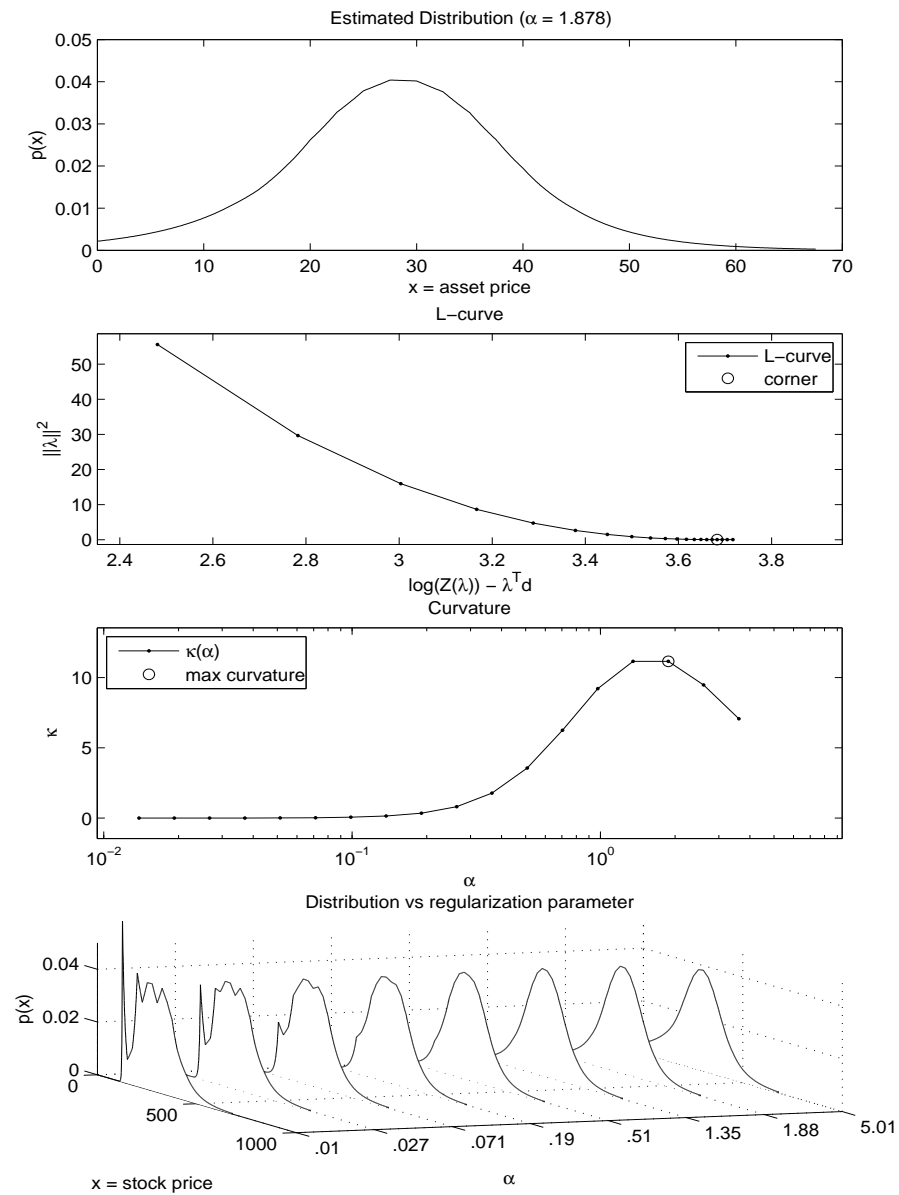 Estimated Distribution (α = 1.878)
0.05
0.04
0.03
0.02
0.01
0
p(x)
0 10 20 30 40 50 60 70
x = asset price
L−curve
50
40
30
20
10
0
||λ||²
L−curve
corner
2.4 2.6 2.8 3 3.2 3.4 3.6 3.8
log(Z(λ)) − λᵀd
Curvature
10
5
0
κ
κ(α)
max curvature
10⁻² 10⁻¹ 10⁰
α
Distribution vs regularization parameter
0.04
0.02
0
p(x)
0
500
1000
x = stock price
.01 .027 .071 .19 .51 1.35 1.88 5.01
α